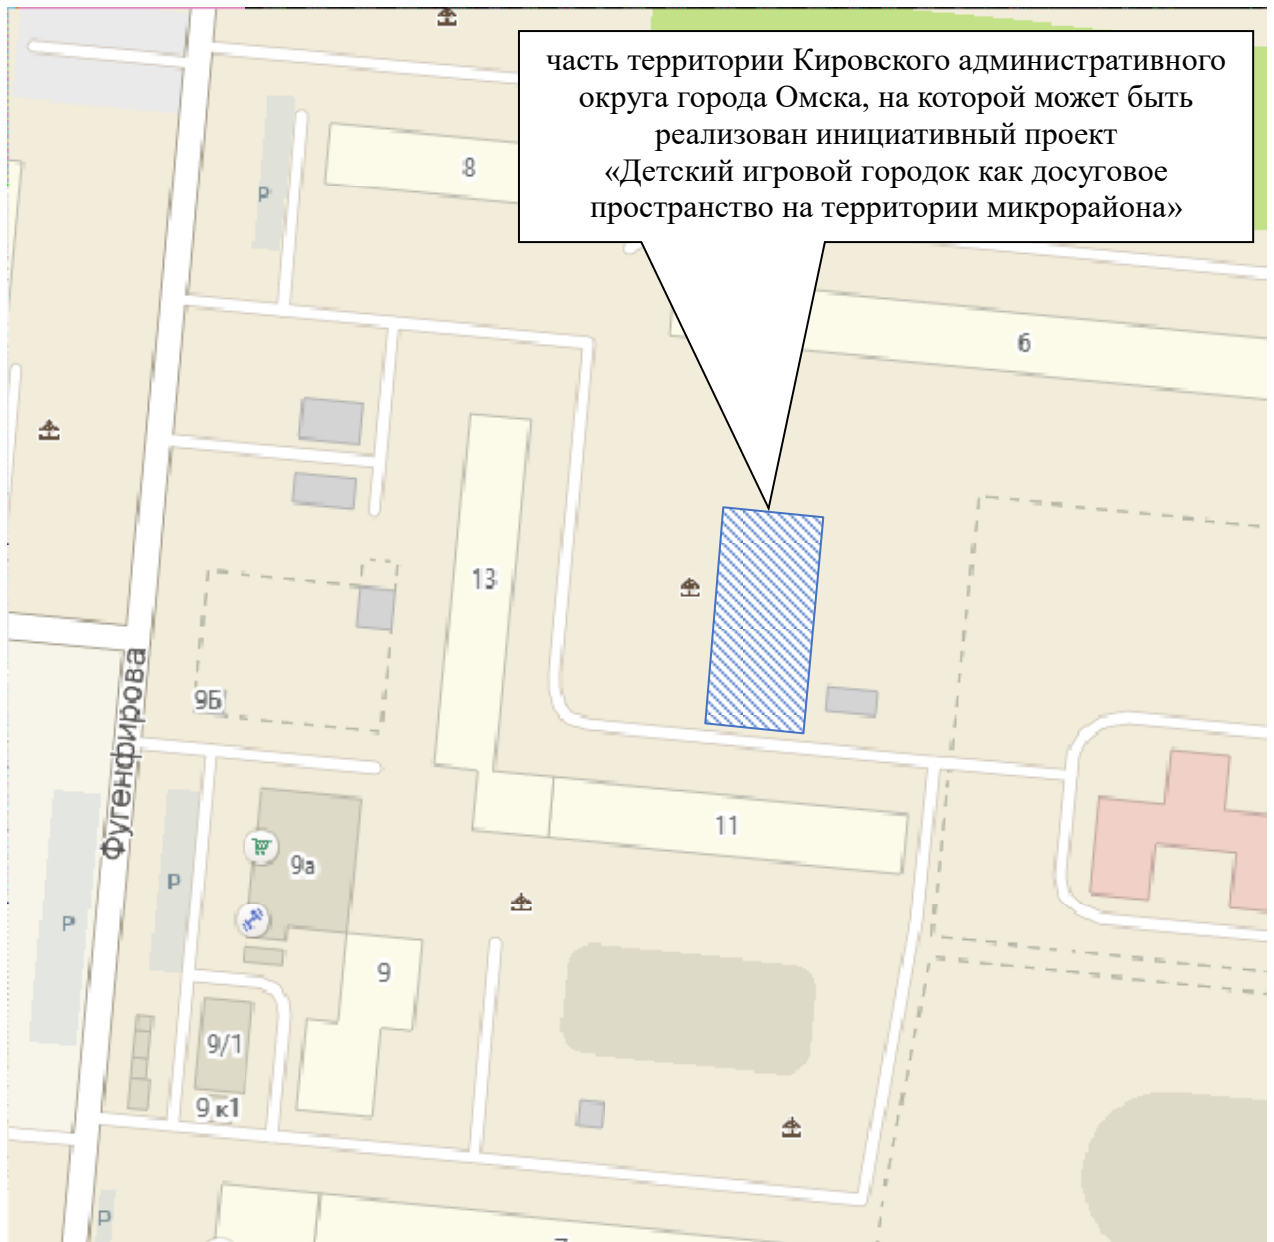 часть территории Кировского административного
округа города Омска, на которой может быть
реализован инициативный проект
«Детский игровой городок как досуговое
пространство на территории микрорайона»
8
P
6
13
9Б
Фугенфирова
11
9а
P
P
9
9/1
9 к1
P